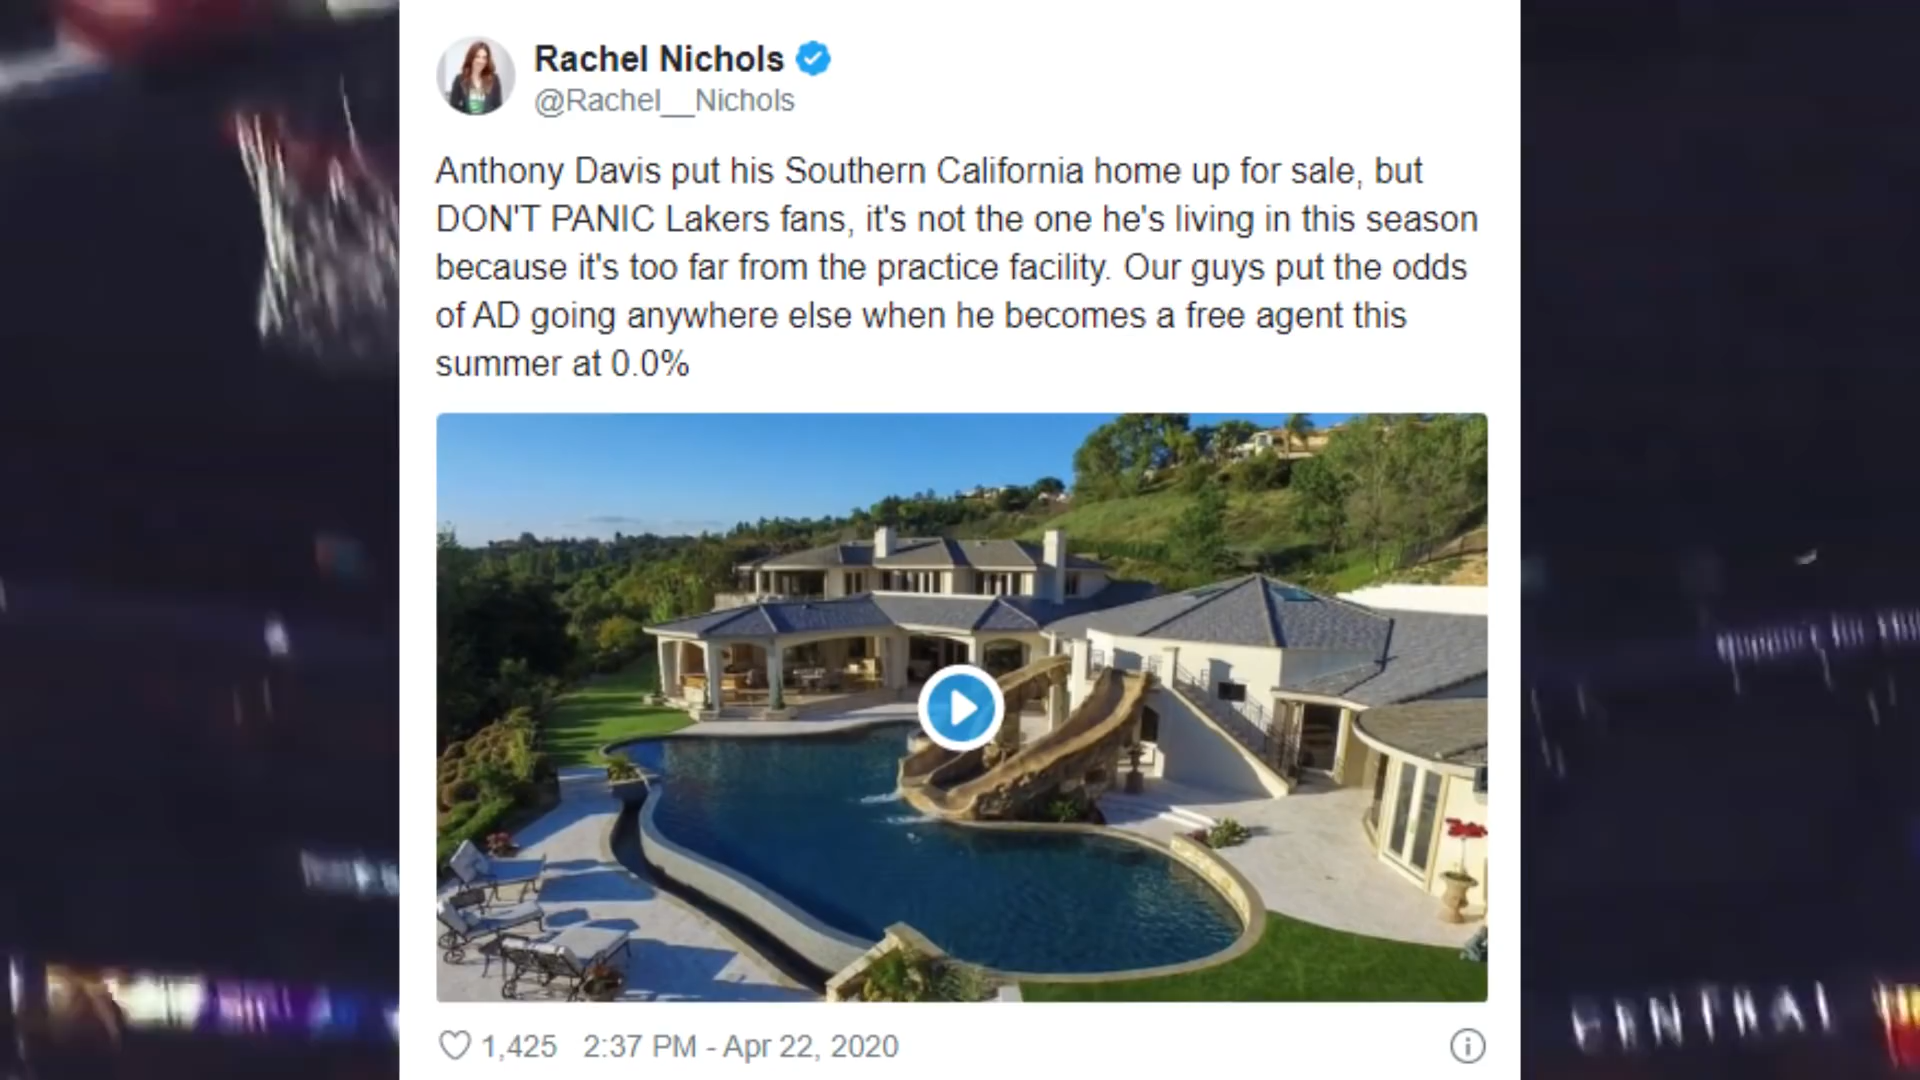 Rachel Nichols
@Rachel__Nichols
Anthony Davis put his Southern California home up for sale, but
DON'T PANIC Lakers fans, it's not the one he's living in this season
because it's too far from the practice facility. Our guys put the odds
of AD going anywhere else when he becomes a free agent this
summer at 0.0%
1,425 2:37 PM - Apr 22, 2020